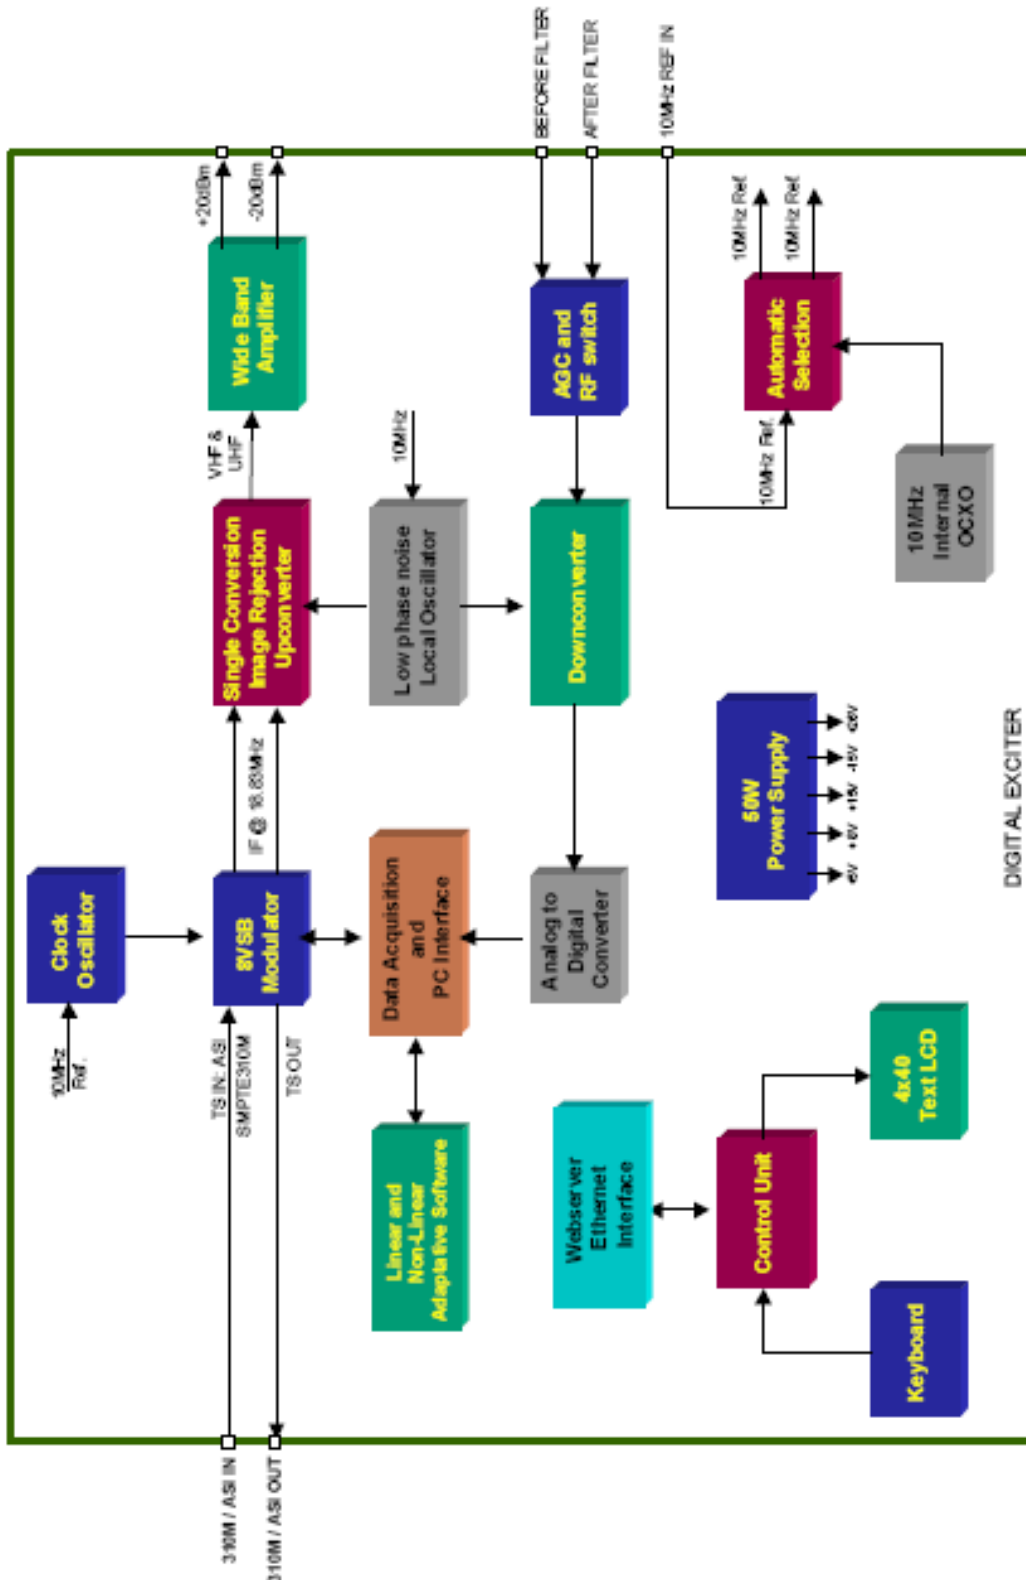 10MHz
Ref.
Clock
Oscillator
310M / ASI IN
310M / ASI OUT
TS IN: ASI
SMPTE310M
TS OUT
8VSB
Modulator
IF @ 18.83MHz
Single Conversion
Image Rejection
Upconverter
VHF &
UHF
Wide Band
Amplifier
+20dBm
-20dBm
Linear and
Non-Linear
Adaptative Software
Data Acquisition
and
PC Interface
Low phase noise
Local Oscillator
10MHz
Analog to
Digital
Converter
Downconverter
AGC and
RF switch
BEFORE FILTER
AFTER FILTER
10MHz REF IN
Webserver
Ethernet
Interface
Control Unit
Keyboard
4x40
Text LCD
50W
Power Supply
+15V
-15V
10MHz Ref.
Automatic
Selection
10MHz Ref.
10MHz Ref.
10MHz
Internal
OCXO
DIGITAL EXCITER